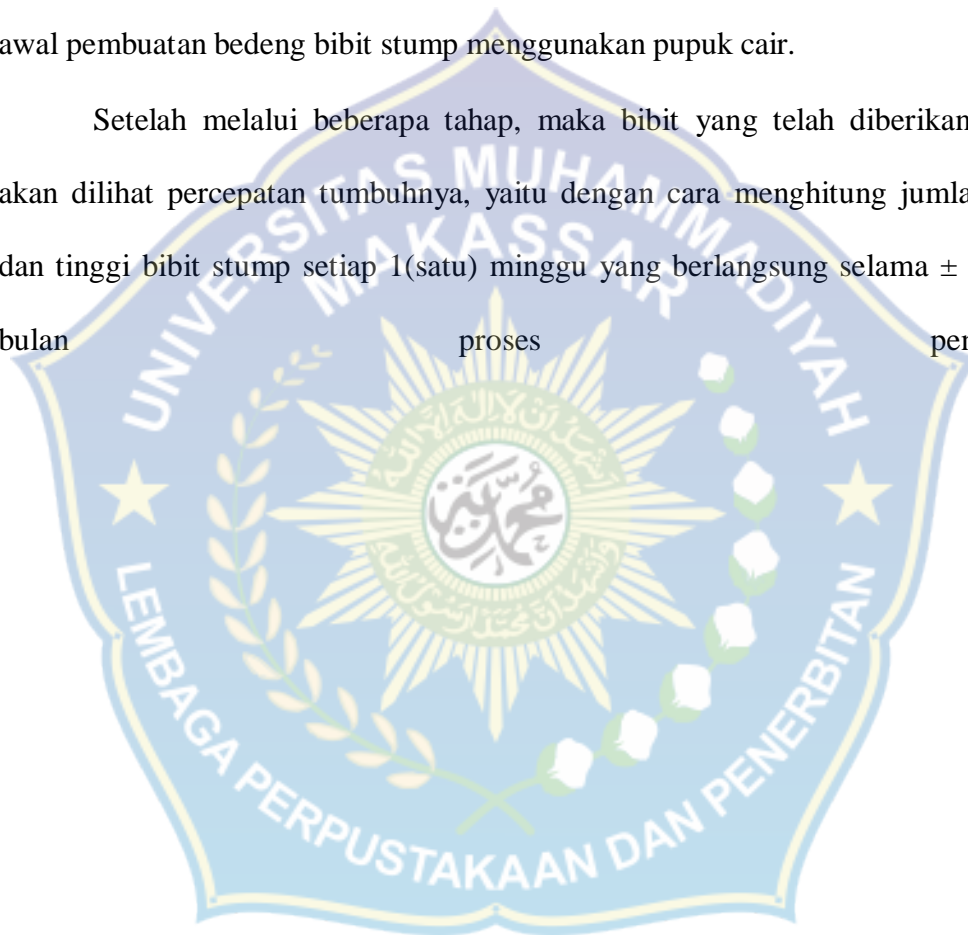 awal pembuatan bedeng bibit stump menggunakan pupuk cair.
Setelah melalui beberapa tahap, maka bibit yang telah diberikan
akan dilihat percepatan tumbuhnya, yaitu dengan cara menghitung
dan tinggi bibit stump setiap 1(satu) minggu yang berlangsung selama ±
bulan proses
UNIVERSITAS MUHAMMADIYAH
MAKASSAR
LEMBAGA PERPUSTAKAAN DAN PENERBITAN